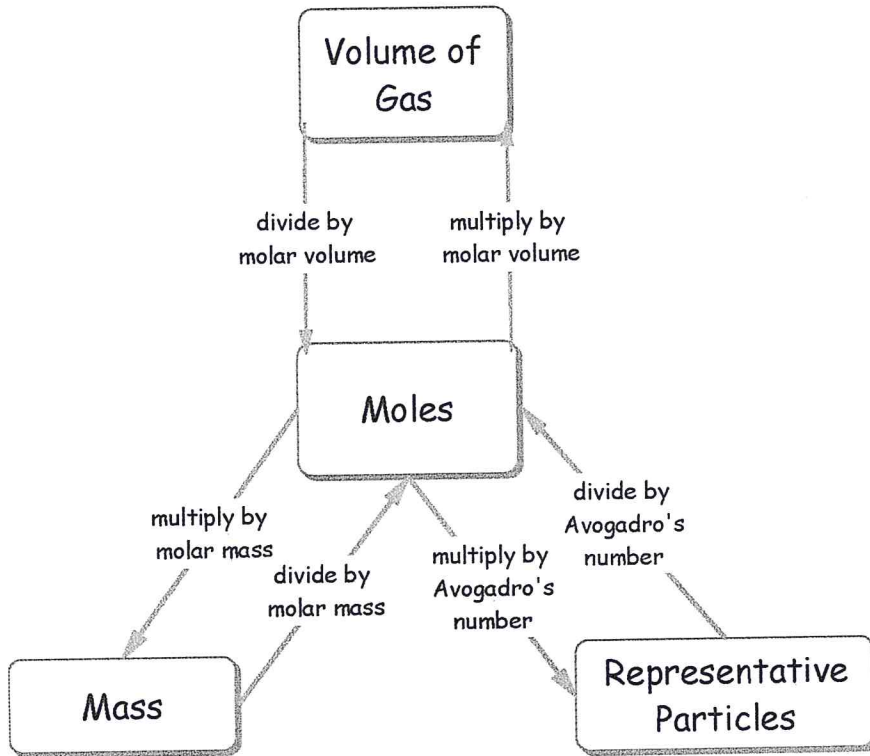 Volume of
Gas
divide by
molar volume
multiply by
molar volume
Moles
multiply by
molar mass
divide by
molar mass
multiply by
Avogadro's
number
divide by
Avogadro's
number
Mass
Representative
Particles